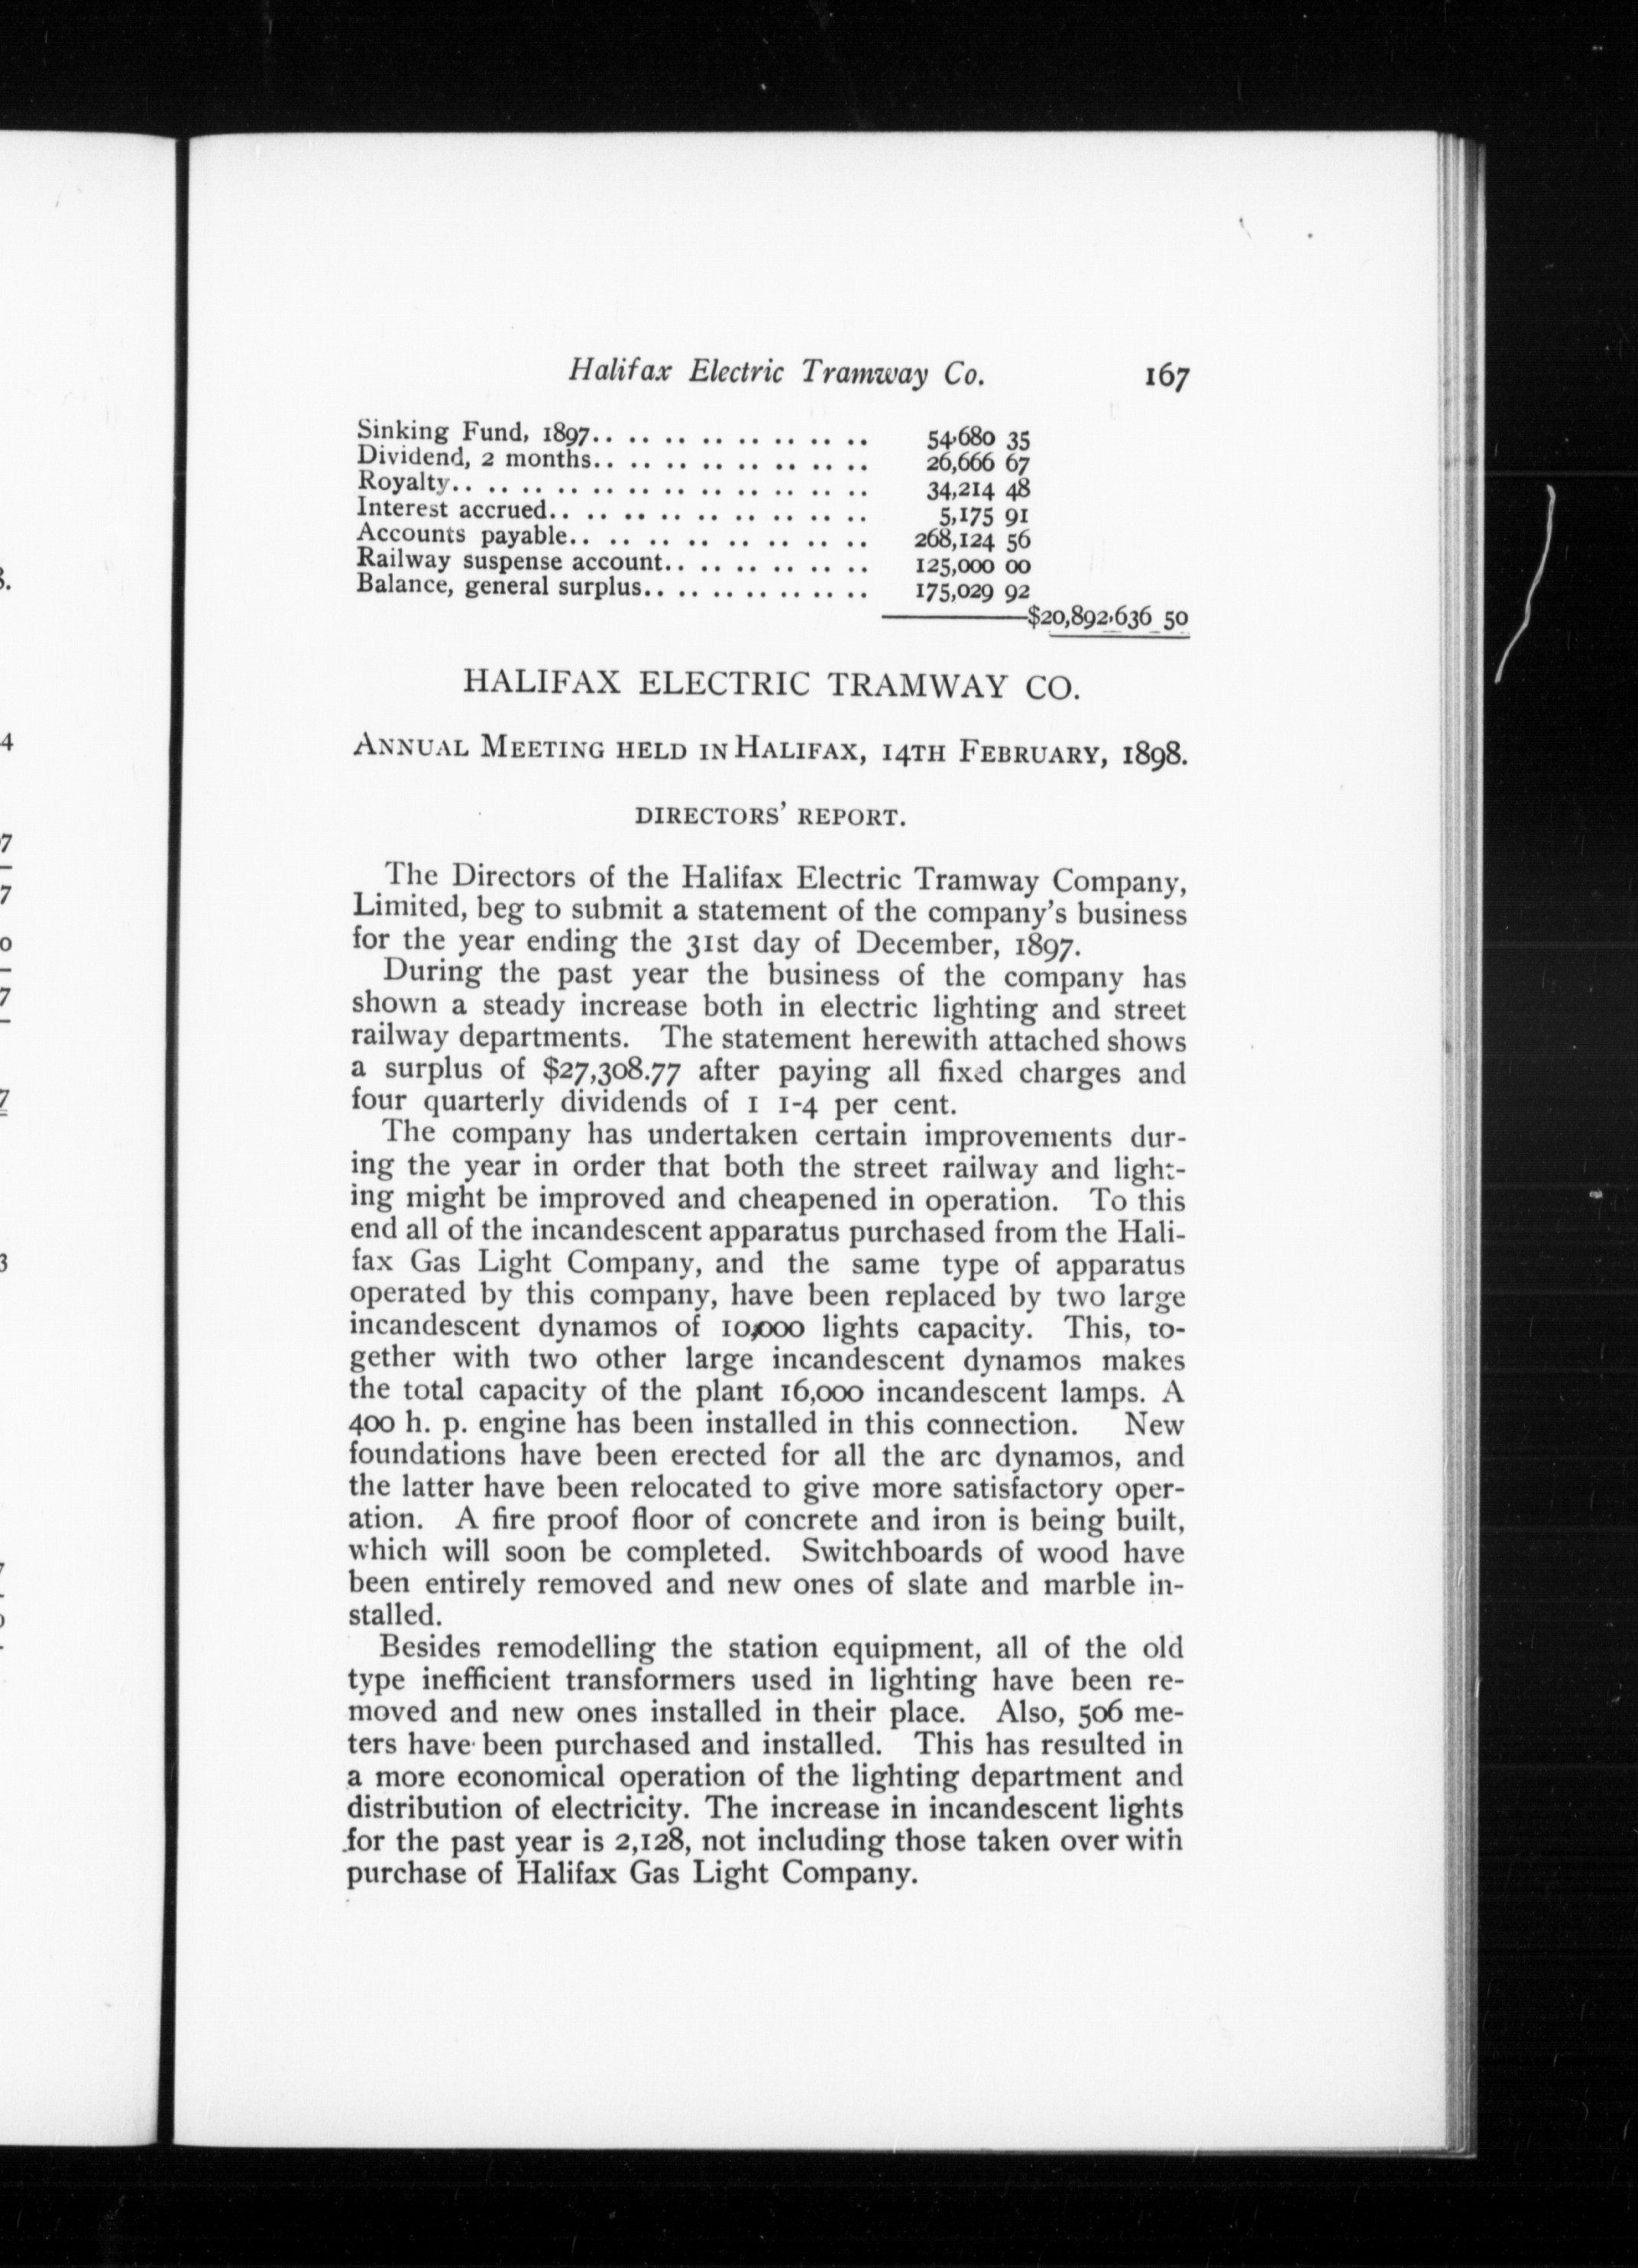 Halifax Electric Tramway Co. 167
Sinking Fund, 1897.. .. .. .. .. .. .. .. 54,680 35
Dividend, 2 months.. .. .. .. .. .. .. .. 26,666 67
Royalty.. .. .. .. .. .. .. .. .. .. .. .. 34,214 48
Interest accrued.. .. .. .. .. .. .. .. .. 5,175 91
Accounts payable.. .. .. .. .. .. .. .. .. 268,124 56
Railway suspense account.. .. .. .. .. .. 125,000 00
Balance, general surplus.. .. .. .. .. .. .. 175,029 92
$20,892,636 50
HALIFAX ELECTRIC TRAMWAY CO.
ANNUAL MEETING HELD IN HALIFAX, 14TH FEBRUARY, 1898.
DIRECTORS' REPORT.
The Directors of the Halifax Electric Tramway Company,
Limited, beg to submit a statement of the company's business
for the year ending the 31st day of December, 1897.
During the past year the business of the company has
shown a steady increase both in electric lighting and street
railway departments. The statement herewith attached shows
a surplus of $27,308.77 after paying all fixed charges and
four quarterly dividends of 1 1-4 per cent.
The company has undertaken certain improvements dur-
ing the year in order that both the street railway and light-
ing might be improved and cheapened in operation. To this
end all of the incandescent apparatus purchased from the Hali-
fax Gas Light Company, and the same type of apparatus
operated by this company, have been replaced by two large
incandescent dynamos of 10,000 lights capacity. This, to-
gether with two other large incandescent dynamos makes
the total capacity of the plant 16,000 incandescent lamps. A
400 h. p. engine has been installed in this connection. New
foundations have been erected for all the arc dynamos, and
the latter have been relocated to give more satisfactory oper-
ation. A fire proof floor of concrete and iron is being built,
which will soon be completed. Switchboards of wood have
been entirely removed and new ones of slate and marble in-
stalled.
Besides remodelling the station equipment, all of the old
type inefficient transformers used in lighting have been re-
moved and new ones installed in their place. Also, 506 me-
ters have been purchased and installed. This has resulted in
a more economical operation of the lighting department and
distribution of electricity. The increase in incandescent lights
for the past year is 2,128, not including those taken over with
purchase of Halifax Gas Light Company.